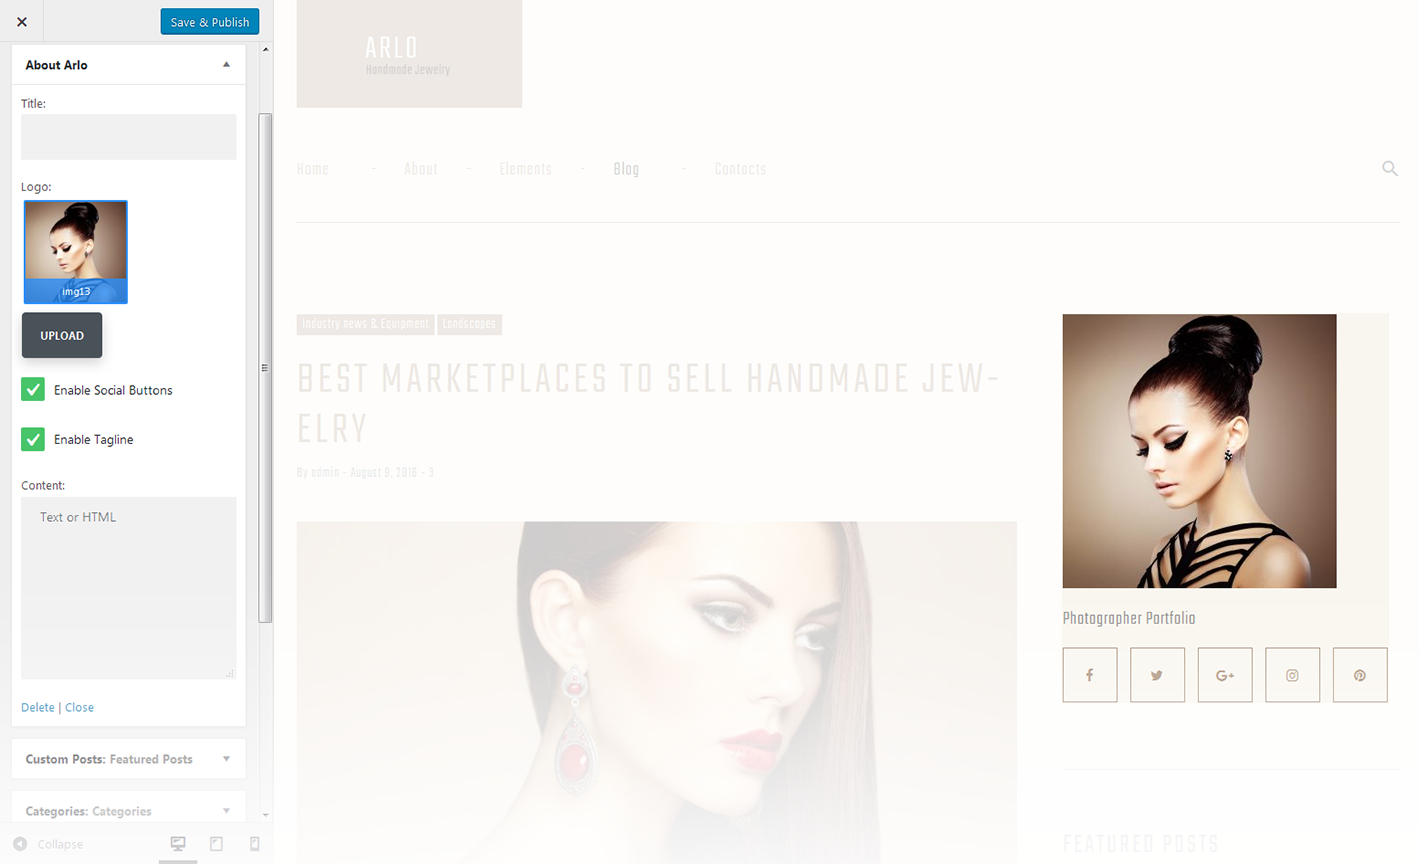 Save & Publish
About Arlo
Title:
Logo:
img13
UPLOAD
Enable Social Buttons
Enable Tagline
Content:
Text or HTML
Delete | Close
Custom Posts: Featured Posts
Categories: Categories
Collapse
ARLO
Handmade Jewelry
Home - About - Elements - Blog - Contacts
Industry news & Equipment Landscapes
BEST MARKETPLACES TO SELL HANDMADE JEW-
ELRY
By admin - August 9, 2016 - 3
Photographer Portfolio
FEATURED POSTS